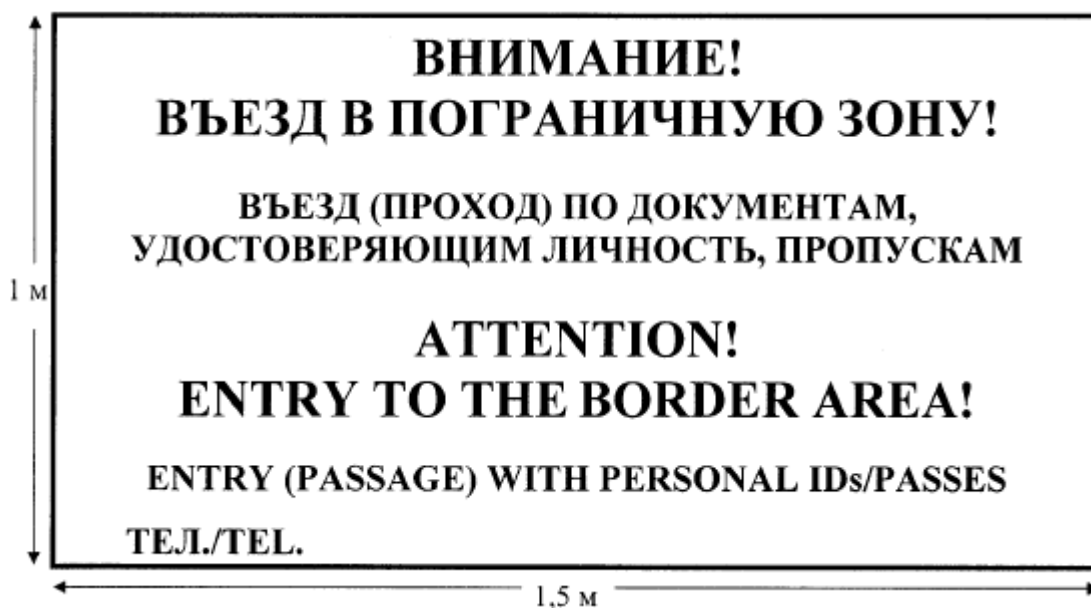 ВНИМАНИЕ!
ВЪЕЗД В ПОГРАНИЧНУЮ ЗОНУ!
ВЪЕЗД (ПРОХОД) ПО ДОКУМЕНТАМ,
УДОСТОВЕРЯЮЩИМ ЛИЧНОСТЬ, ПРОПУСКАМ
1 м
ATTENTION!
ENTRY TO THE BORDER AREA!
ENTRY (PASSAGE) WITH PERSONAL IDs/PASSES
ТЕЛ./TEL.
1,5 м